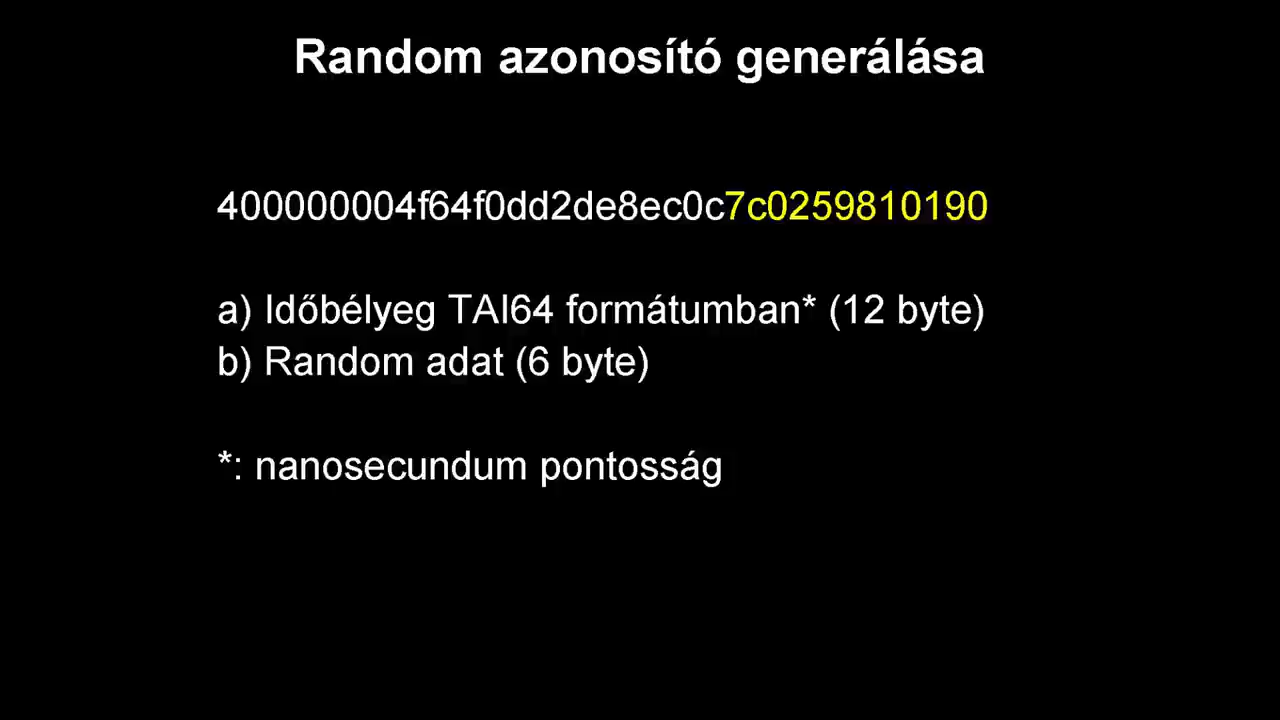 Random azonosító generálása
400000004f64f0dd2de8ec0c7c0259810190
a) Időbélyeg TAI64 formátumban* (12 byte)
b) Random adat (6 byte)
*: nanosecundum pontosság